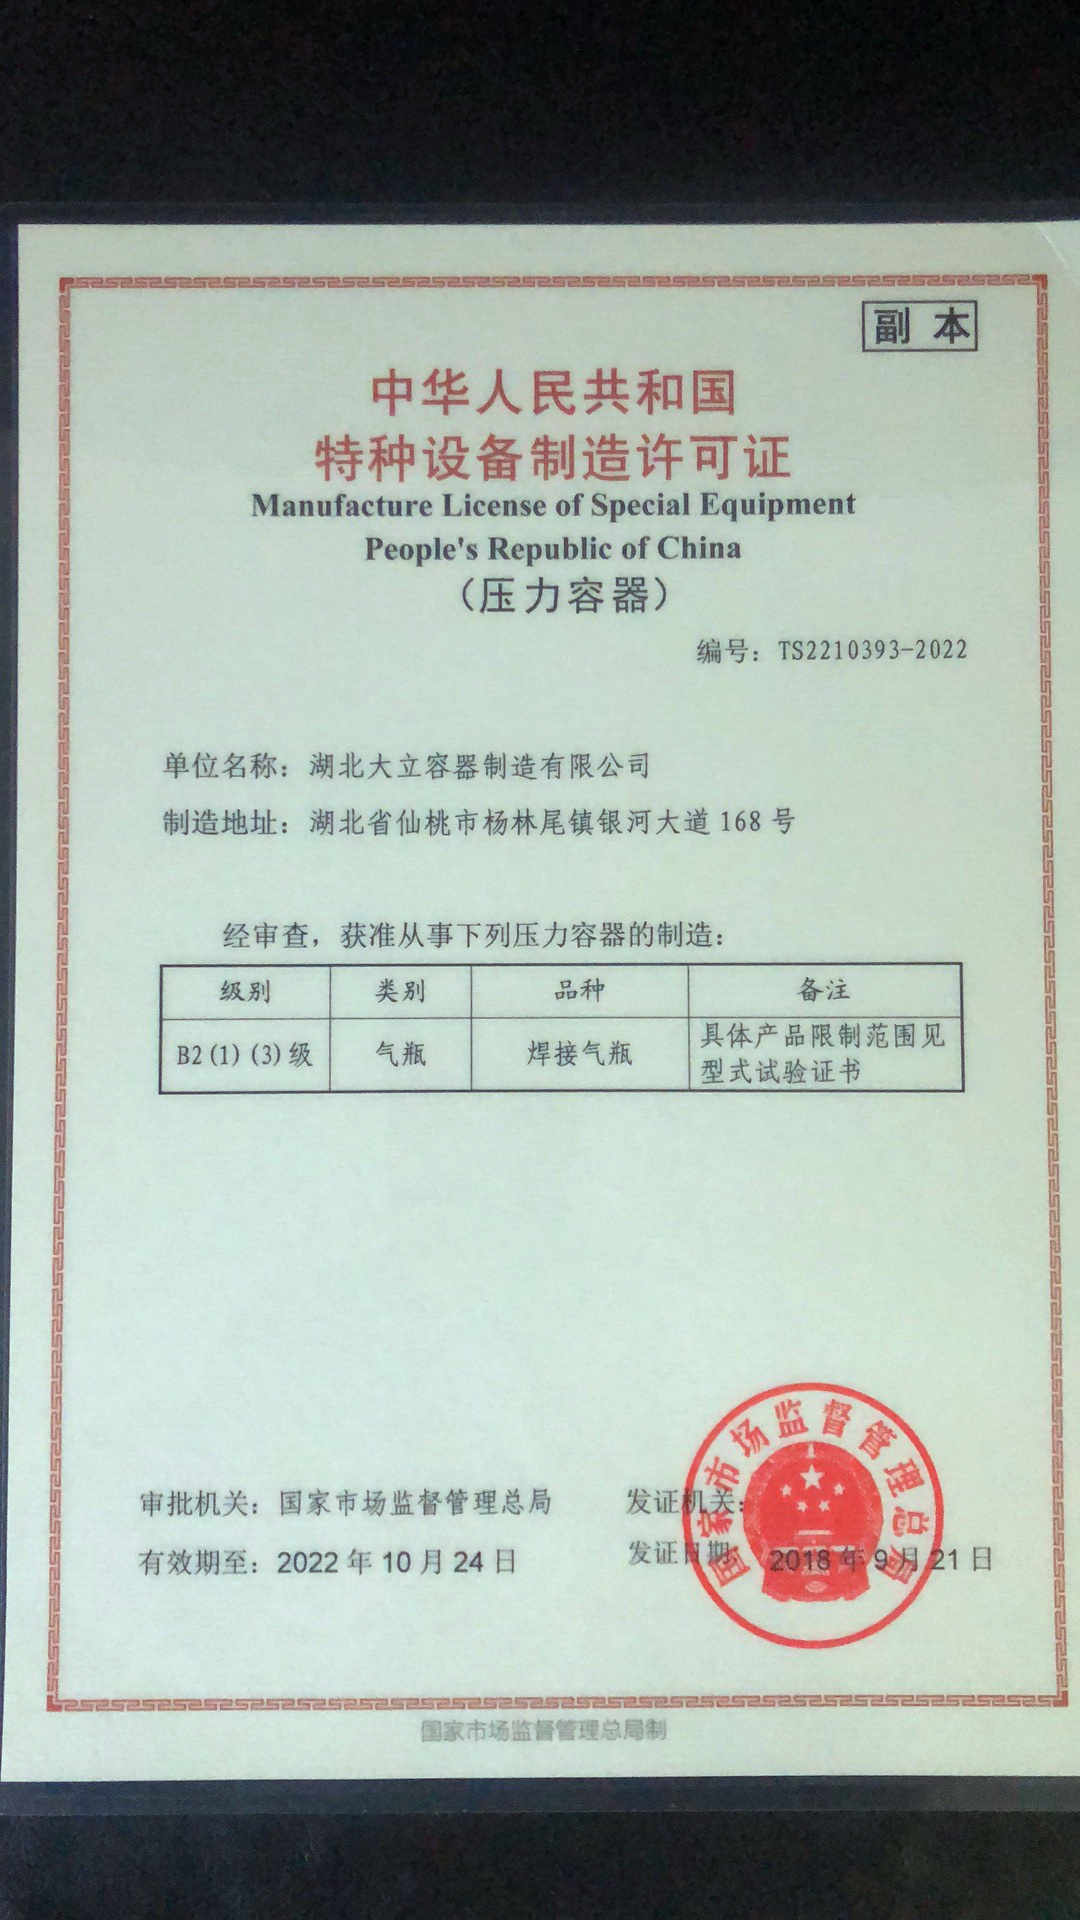 副本
中华人民共和国
特种设备制造许可证
Manufacture License of Special Equipment
People's Republic of China
（压力容器）
编号：TS2210393-2022
单位名称：湖北大立容器制造有限公司
制造地址：湖北省仙桃市杨林尾镇银河大道168号
经审查，获准从事下列压力容器的制造：
级别 类别 品种 备注
B2(1)(3)级 气瓶 焊接气瓶 具体产品限制范围见
型式试验证书
国家市场监督管理总局
审批机关：国家市场监督管理总局 发证机关：
有效期至：2022年10月24日 发证日期 2018年9月21日
国家市场监督管理总局制